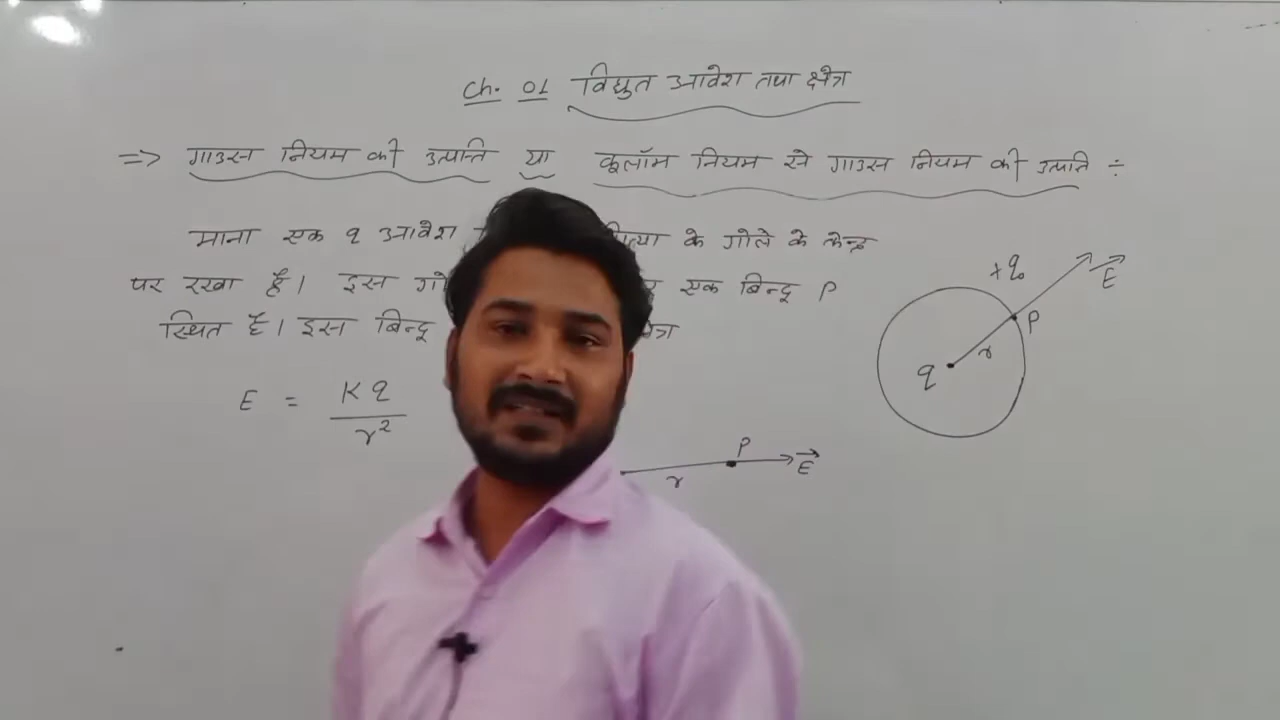 Ch. 01 विद्युत आवेश तथा क्षेत्र
=> गाउस नियम की उत्पत्ति या कूलॉम नियम से गाउस नियम की उत्पति ÷
माना एक q आवेश के गोले के केन्द्र
पर रखा है। इस एक बिन्दू P
स्थित है। इस बिन्दू
E = Kq / r²
+q₀
E
P
r
q
P
r
E